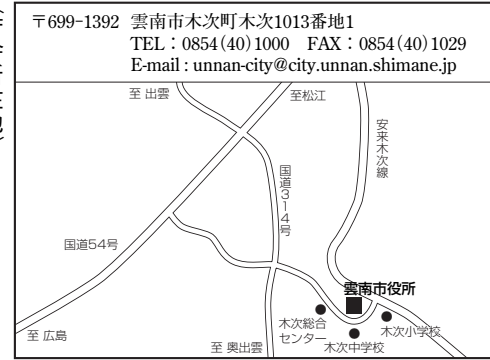 〒699-1392 雲南市木次町木次1013番地1
TEL：0854(40)1000 FAX：0854(40)1029
E-mail : unnan-city@city.unnan.shimane.jp
至 出雲
至松江
安来木次線
国道314号
国道54号
雲南市役所
木次総合
センター
木次小学校
木次中学校
至 広島
至 奥出雲